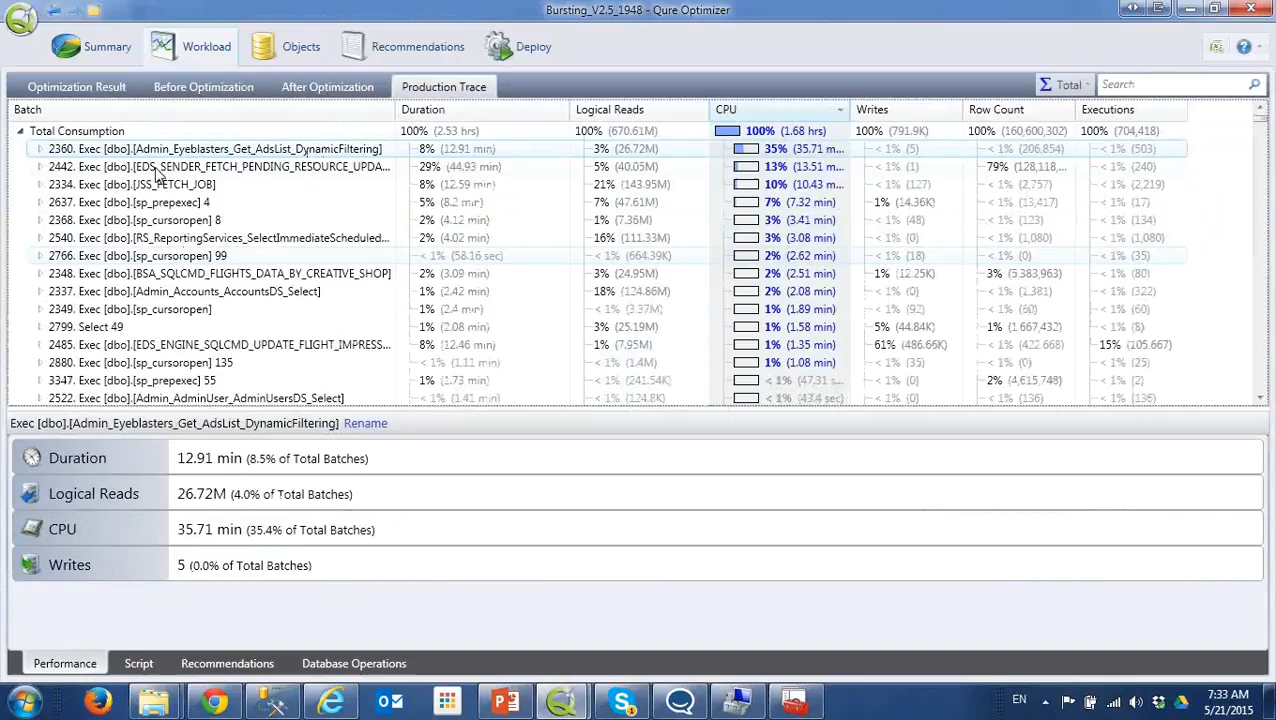 Bursting_V2.5_1948 - Qure Optimizer
Summary Workload Objects Recommendations Deploy
Optimization Result Before Optimization After Optimization Production Trace Σ Total Search
Batch Duration Logical Reads CPU Writes Row Count Executions
Total Consumption 100% (2.53 hrs) 100% (670.61M) 100% (1.68 hrs) 100% (791.9K) 100% (160,600,302) 100% (704,418)
2360. Exec [dbo].[Admin_Eyeblasters_Get_AdsList_DynamicFiltering] 8% (12.91 min) 3% (26.72M) 35% (35.71 m... < 1% (5) < 1% (206,854) < 1% (503)
2442. Exec [dbo].[EDS_SENDER_FETCH_PENDING_RESOURCE_UPDA... 29% (44.93 min) 5% (40.05M) 13% (13.51 m... < 1% (1) 79% (128,118,... < 1% (240)
2334. Exec [dbo].[JSS_FETCH_JOB] 8% (12.59 min) 21% (143.95M) 10% (10.43 m... < 1% (0) < 1% (2,757) < 1% (2,219)
2637. Exec [dbo].[sp_prepexec] 4 5% (8.2 min) 7% (47.61M) 7% (7.32 min) 1% (14.36K) < 1% (13,417) < 1% (17)
2368. Exec [dbo].[sp_cursoropen] 8 2% (4.12 min) 1% (7.36M) 3% (3.41 min) < 1% (48) < 1% (123) < 1% (134)
2540. Exec [dbo].[RS_ReportingServices_SelectImmediateScheduled... 2% (4.02 min) 16% (111.33M) 3% (3.08 min) < 1% (0) < 1% (1,080) < 1% (1,080)
2766. Exec [dbo].[sp_cursoropen] 99 < 1% (58.16 sec) < 1% (664.39K) 2% (2.62 min) < 1% (18) < 1% (0) < 1% (35)
2348. Exec [dbo].[BSA_SQLCMD_FLIGHTS_DATA_BY_CREATIVE_SHOP] 2% (3.09 min) 3% (24.95M) 2% (2.51 min) 1% (12.25K) 3% (5,383,963) < 1% (80)
2337. Exec [dbo].[Admin_Accounts_AccountsDS_Select] 1% (2.42 min) 18% (124.86M) 2% (2.08 min) < 1% (0) < 1% (1,381) < 1% (322)
2349. Exec [dbo].[sp_cursoropen] 1% (2.4 min) < 1% (3.37M) 1% (1.89 min) < 1% (92) < 1% (60) < 1% (60)
2799. Select 49 1% (2.08 min) 3% (25.19M) 1% (1.58 min) 5% (44.84K) 1% (1,667,432) < 1% (8)
2485. Exec [dbo].[EDS_ENGINE_SQLCMD_UPDATE_FLIGHT_IMPRESS... 8% (12.46 min) 1% (7.95M) 1% (1.35 min) 61% (486.66K) < 1% (422,668) 15% (105,667)
2880. Exec [dbo].[sp_cursoropen] 135 < 1% (1.11 min) < 1% (1.4M) 1% (1.08 min) < 1% (35) < 1% (0) < 1% (25)
3347. Exec [dbo].[sp_prepexec] 55 1% (1.73 min) < 1% (241.54K) < 1% (47.31 s... < 1% (0) 2% (4,615,748) < 1% (2)
2522. Exec [dbo].[Admin_AdminUser_AdminUsersDS_Select] < 1% (1.41 min) < 1% (124.8K) < 1% (43.4 sec) < 1% (0) < 1% (136) < 1% (136)
Exec [dbo].[Admin_Eyeblasters_Get_AdsList_DynamicFiltering] Rename
Duration 12.91 min (8.5% of Total Batches)
Logical Reads 26.72M (4.0% of Total Batches)
CPU 35.71 min (35.4% of Total Batches)
Writes 5 (0.0% of Total Batches)
Performance Script Recommendations Database Operations
EN 7:33 AM
5/21/2015